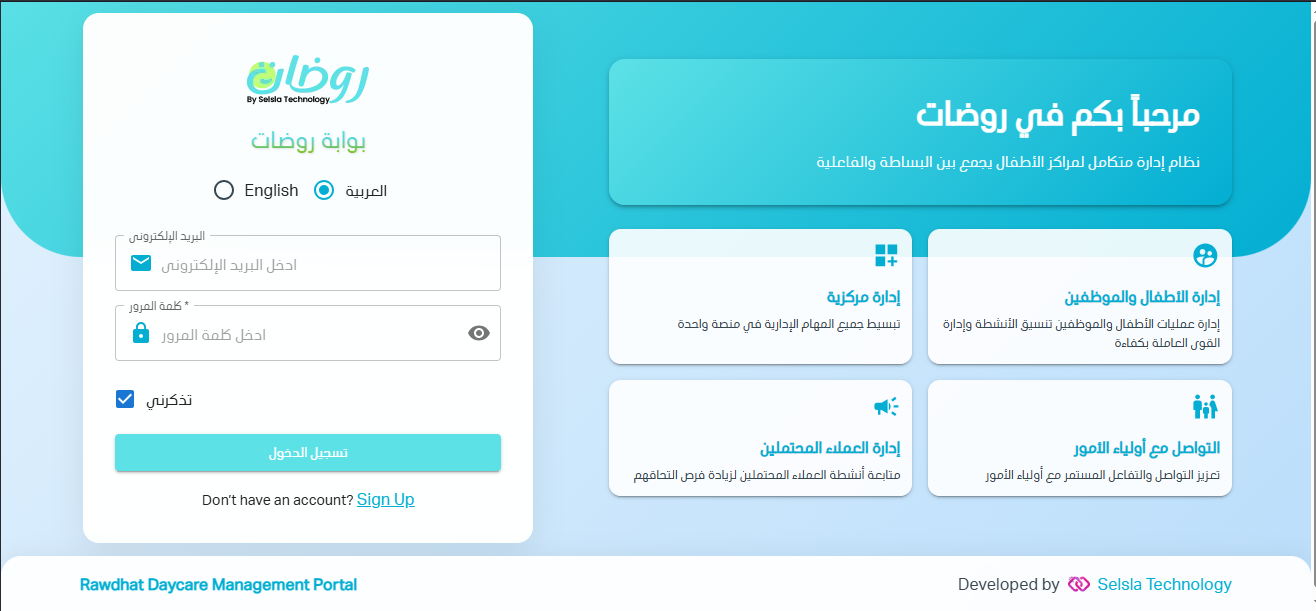 روضات
By Selsla Technology
بوابة روضات
English
العربية
البريد الإلكتروني
ادخل البريد الإلكتروني
كلمة المرور *
ادخل كلمة المرور
تذكرني
تسجيل الدخول
Don't have an account? Sign Up
مرحباً بكم في روضات
نظام إدارة متكامل لمراكز الأطفال يجمع بين البساطة والفاعلية
إدارة الأطفال والموظفين
إدارة عمليات الأطفال والموظفين تنسيق الأنشطة وإدارة
القوى العاملة بكفاءة
إدارة مركزية
تبسيط جميع المهام الإدارية في منصة واحدة
التواصل مع أولياء الأمور
تعزيز التواصل والتفاعل المستمر مع أولياء الأمور
إدارة العملاء المحتملين
متابعة أنشطة العملاء المحتملين لزيادة فرص التحاقهم
Rawdhat Daycare Management Portal
Developed by Selsla Technology